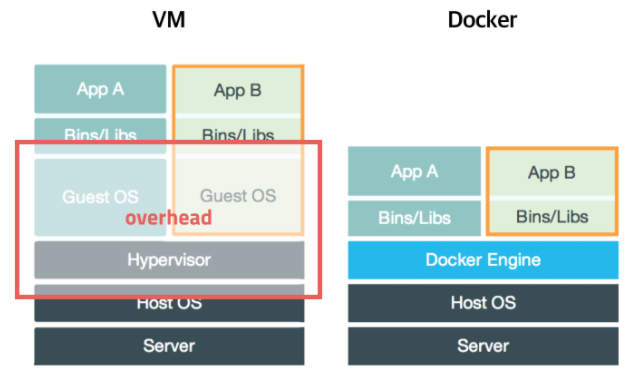 VM
Docker
App A
App B
Bins/Libs
Bins/Libs
Guest OS
Guest OS
overhead
Hypervisor
Host OS
Server
App A
App B
Bins/Libs
Bins/Libs
Docker Engine
Host OS
Server